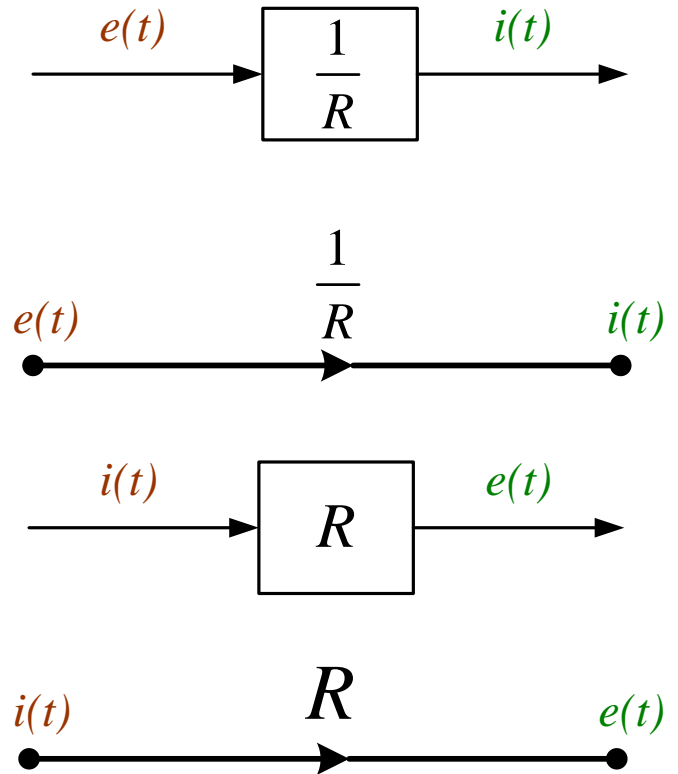 e(t) 1/R i(t)
1/R
e(t) i(t)
i(t) R e(t)
R
i(t) e(t)